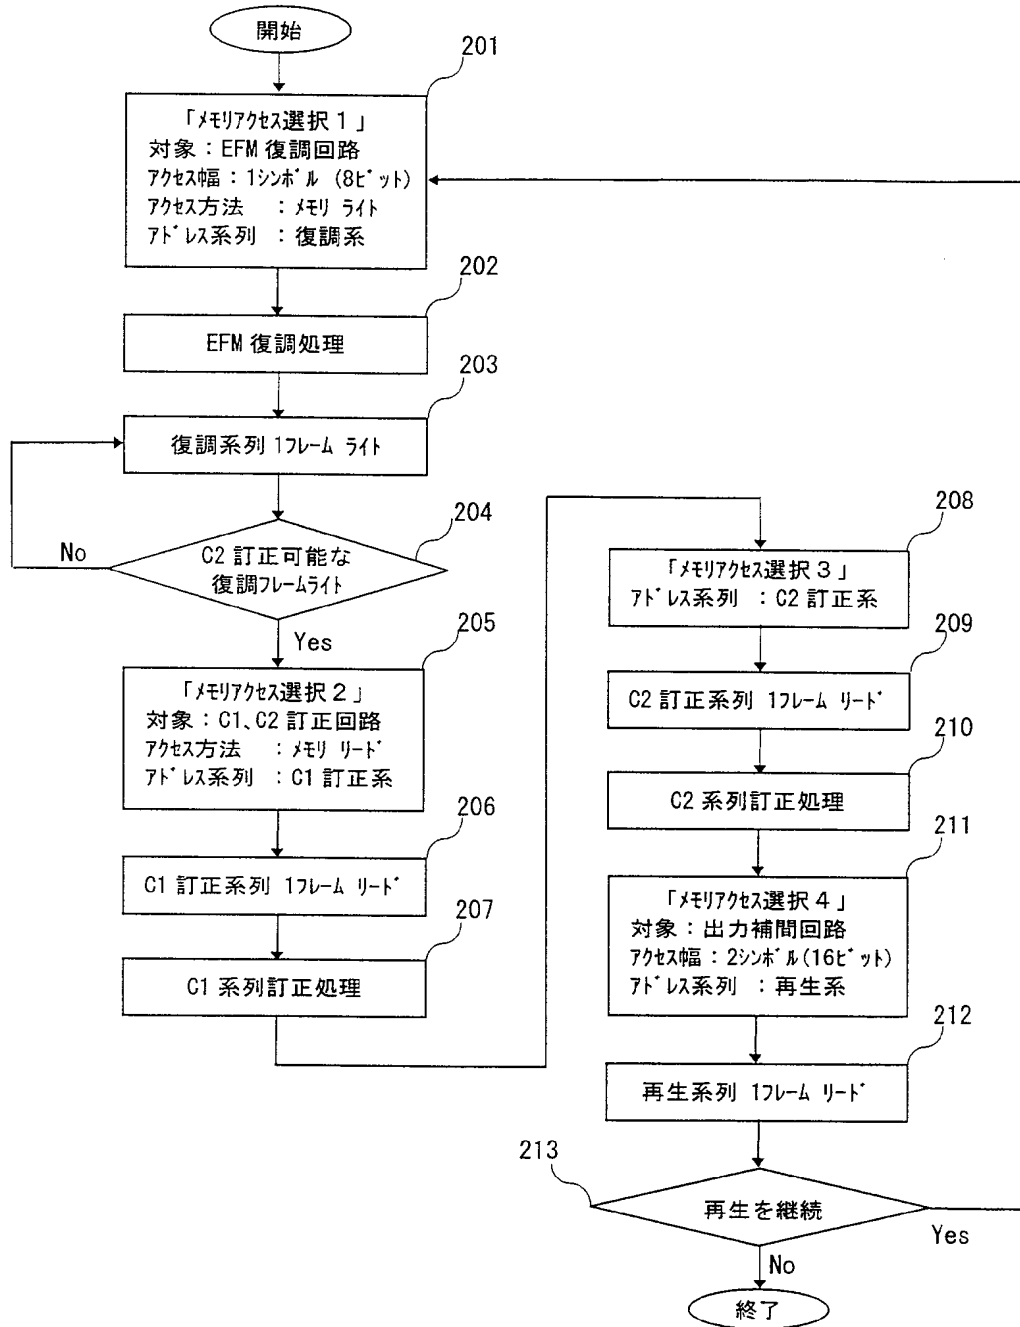 開始
201
「ﾒﾓﾘｱｸｾｽ選択1」
対象：EFM 復調回路
ｱｸｾｽ幅：1ｼﾝﾎﾞﾙ (8ﾋﾞｯﾄ)
ｱｸｾｽ方法 ：ﾒﾓﾘ ﾗｲﾄ
ｱﾄﾞﾚｽ系列 ：復調系
202
EFM 復調処理
203
復調系列 1ﾌﾚｰﾑ ﾗｲﾄ
204
C2 訂正可能な
復調ﾌﾚｰﾑﾗｲﾄ
No
Yes
205
「ﾒﾓﾘｱｸｾｽ選択2」
対象：C1、C2 訂正回路
ｱｸｾｽ方法 ：ﾒﾓﾘ ﾘｰﾄﾞ
ｱﾄﾞﾚｽ系列 ：C1 訂正系
206
C1 訂正系列 1ﾌﾚｰﾑ ﾘｰﾄﾞ
207
C1 系列訂正処理
208
「ﾒﾓﾘｱｸｾｽ選択3」
ｱﾄﾞﾚｽ系列 ：C2 訂正系
209
C2 訂正系列 1ﾌﾚｰﾑ ﾘｰﾄﾞ
210
C2 系列訂正処理
211
「ﾒﾓﾘｱｸｾｽ選択4」
対象：出力補間回路
ｱｸｾｽ幅：2ｼﾝﾎﾞﾙ(16ﾋﾞｯﾄ)
ｱﾄﾞﾚｽ系列 ：再生系
212
再生系列 1ﾌﾚｰﾑ ﾘｰﾄﾞ
213
再生を継続
Yes
No
終了